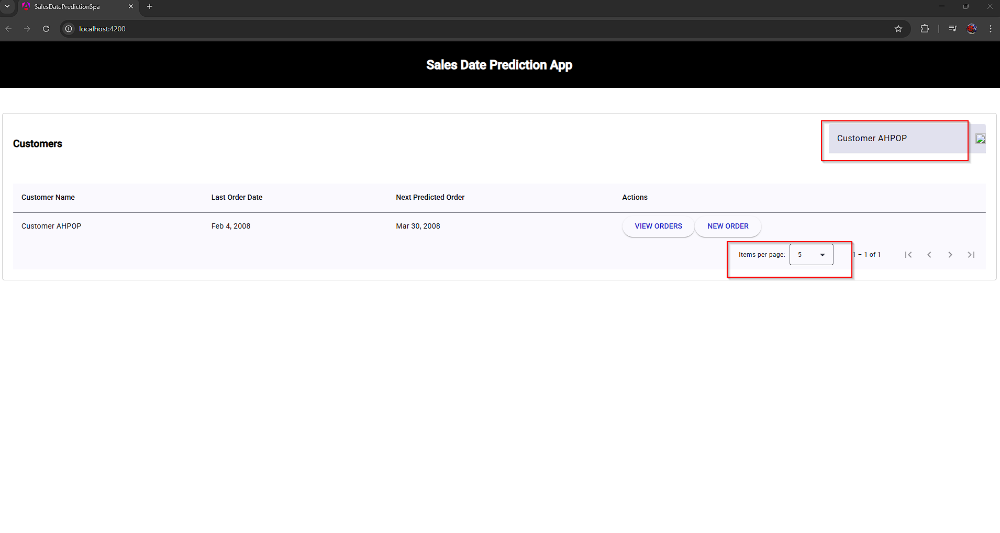 SalesDatePredictionSpa
localhost:4200
Sales Date Prediction App
Customers
Customer AHPOP
Customer Name Last Order Date Next Predicted Order Actions
Customer AHPOP Feb 4, 2008 Mar 30, 2008 VIEW ORDERS NEW ORDER
Items per page: 5 1 – 1 of 1